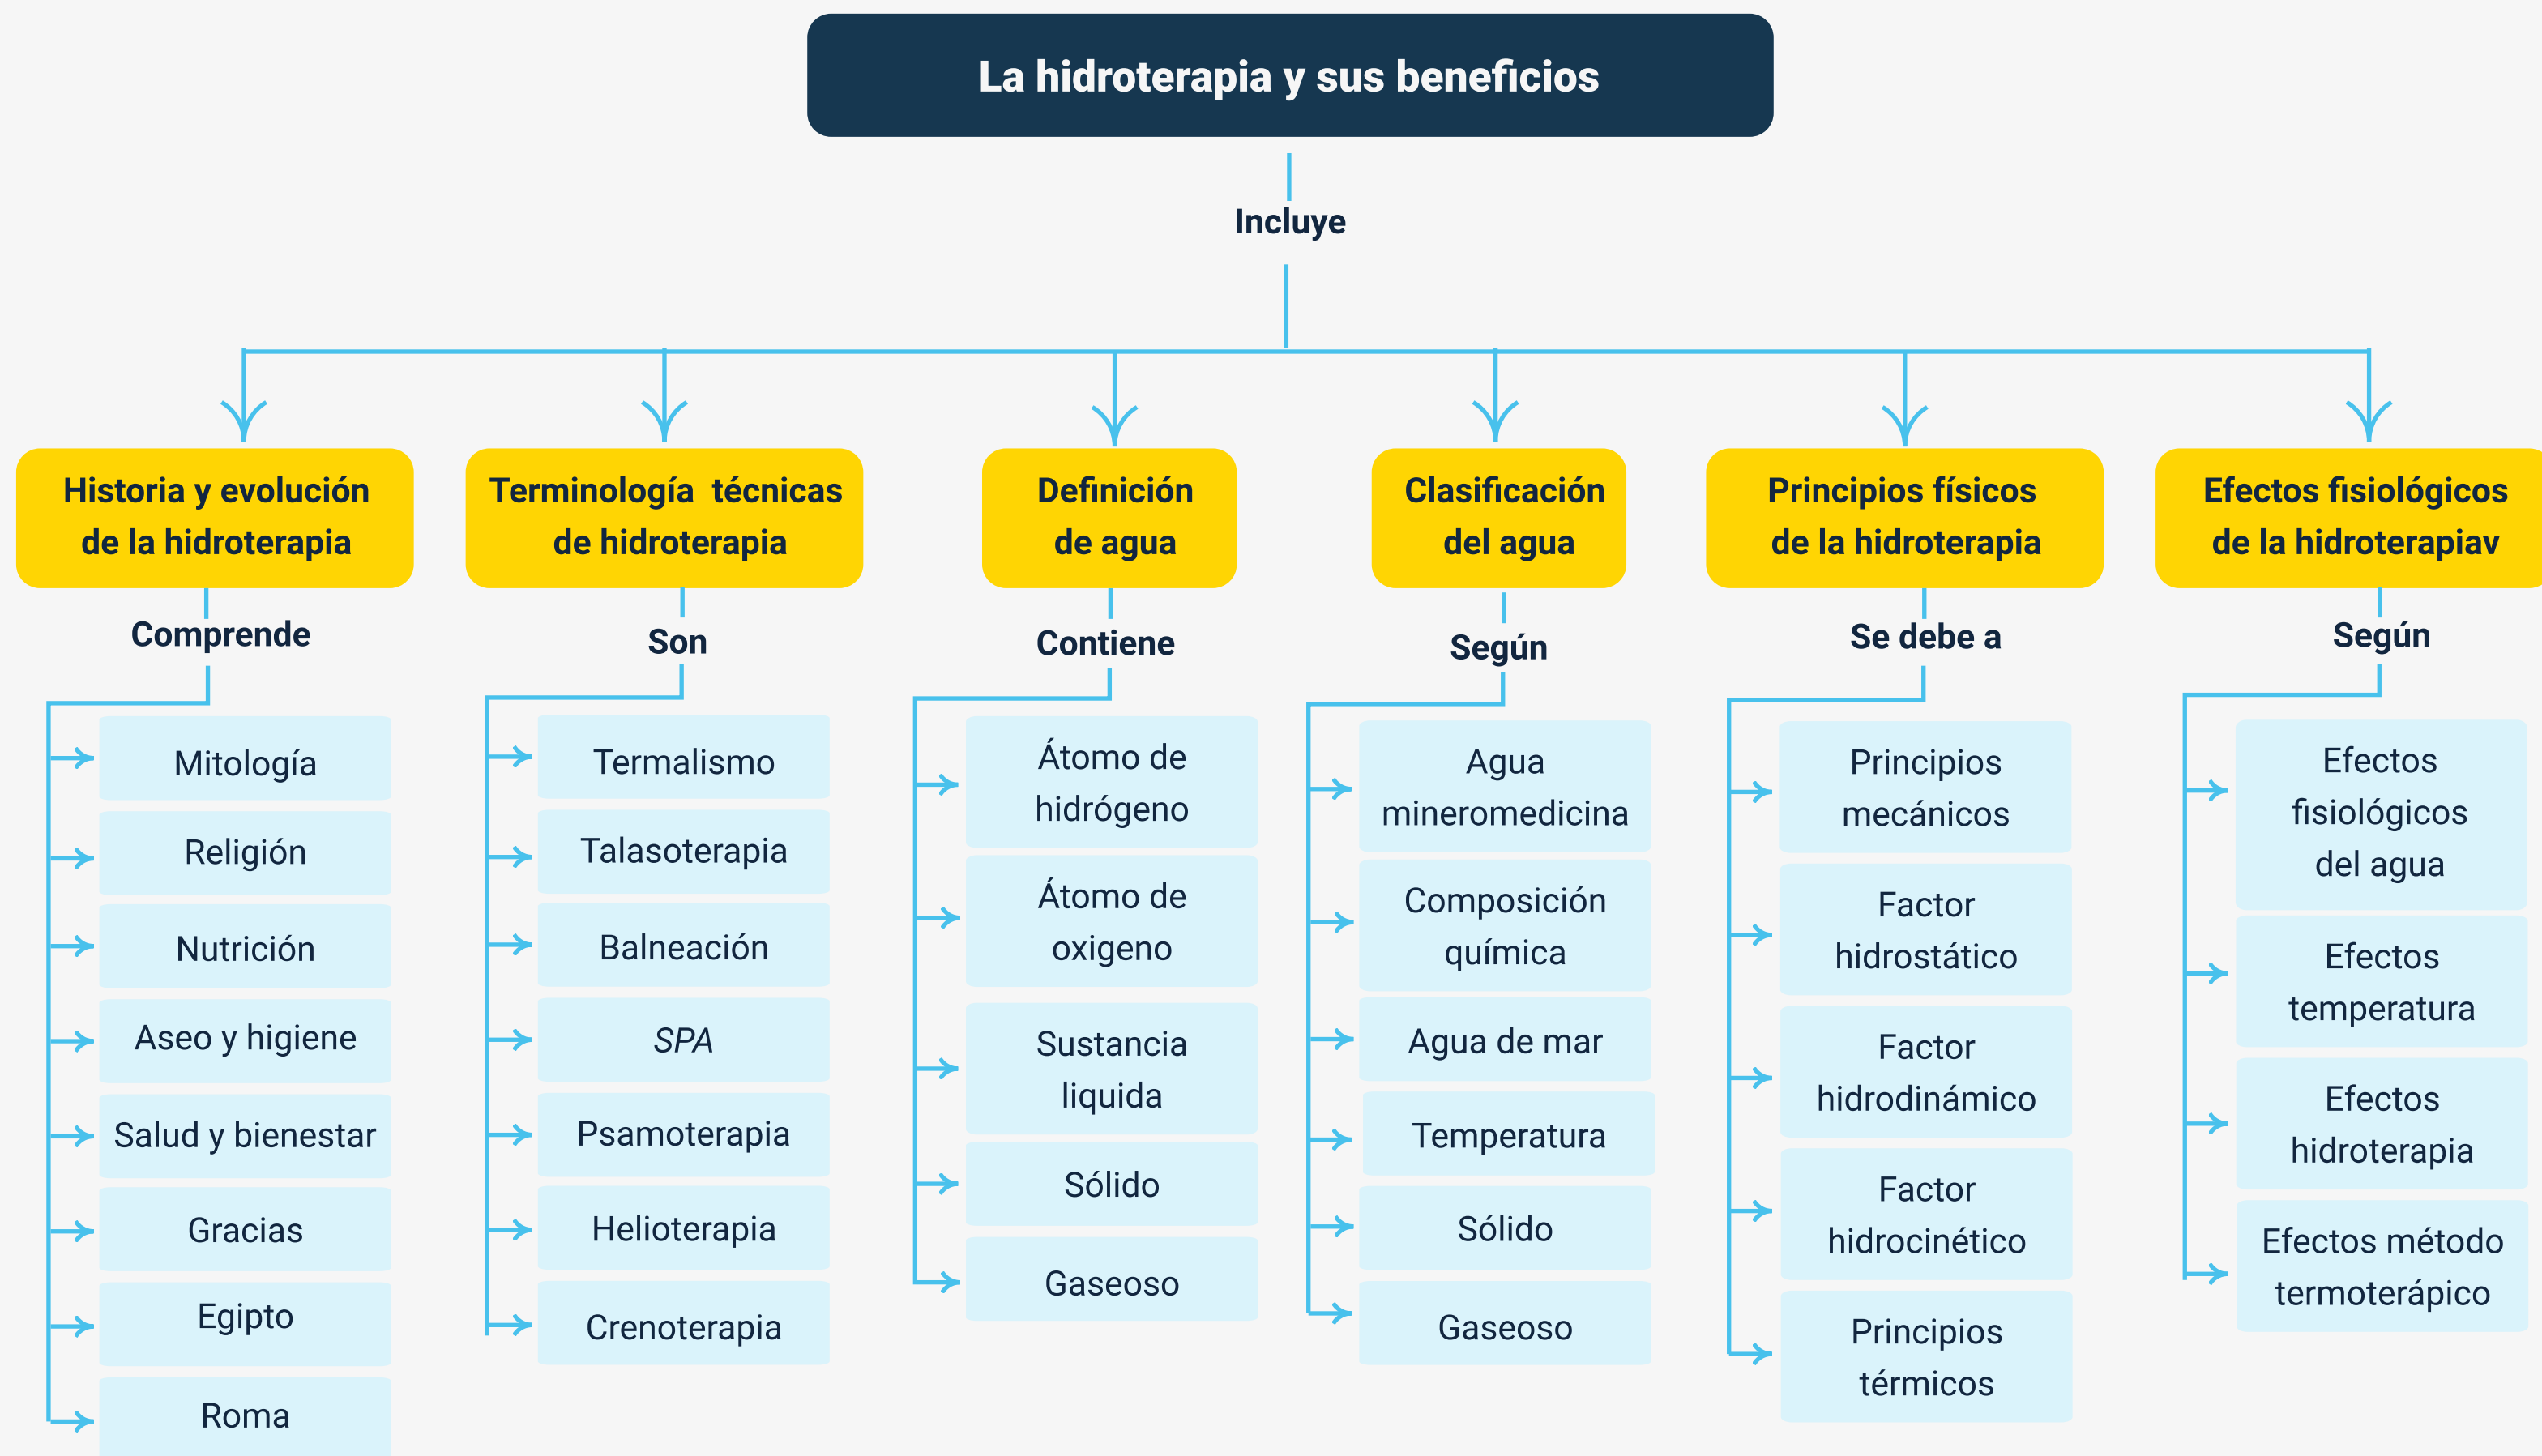 La hidroterapia y sus beneficios
Incluye
Historia y evolución
de la hidroterapia
Comprende
Mitología
Religión
Nutrición
Aseo y higiene
Salud y bienestar
Gracias
Egipto
Roma
Terminología técnicas
de hidroterapia
Son
Termalismo
Talasoterapia
Balneación
SPA
Psamoterapia
Helioterapia
Crenoterapia
Definición
de agua
Contiene
Átomo de
hidrógeno
Átomo de
oxigeno
Sustancia
liquida
Sólido
Gaseoso
Clasificación
del agua
Según
Agua
mineromedicina
Composición
química
Agua de mar
Temperatura
Sólido
Gaseoso
Principios físicos
de la hidroterapia
Se debe a
Principios
mecánicos
Factor
hidrostático
Factor
hidrodinámico
Factor
hidrocinético
Principios
térmicos
Efectos fisiológicos
de la hidroterapiav
Según
Efectos
fisiológicos
del agua
Efectos
temperatura
Efectos
hidroterapia
Efectos método
termoterápico